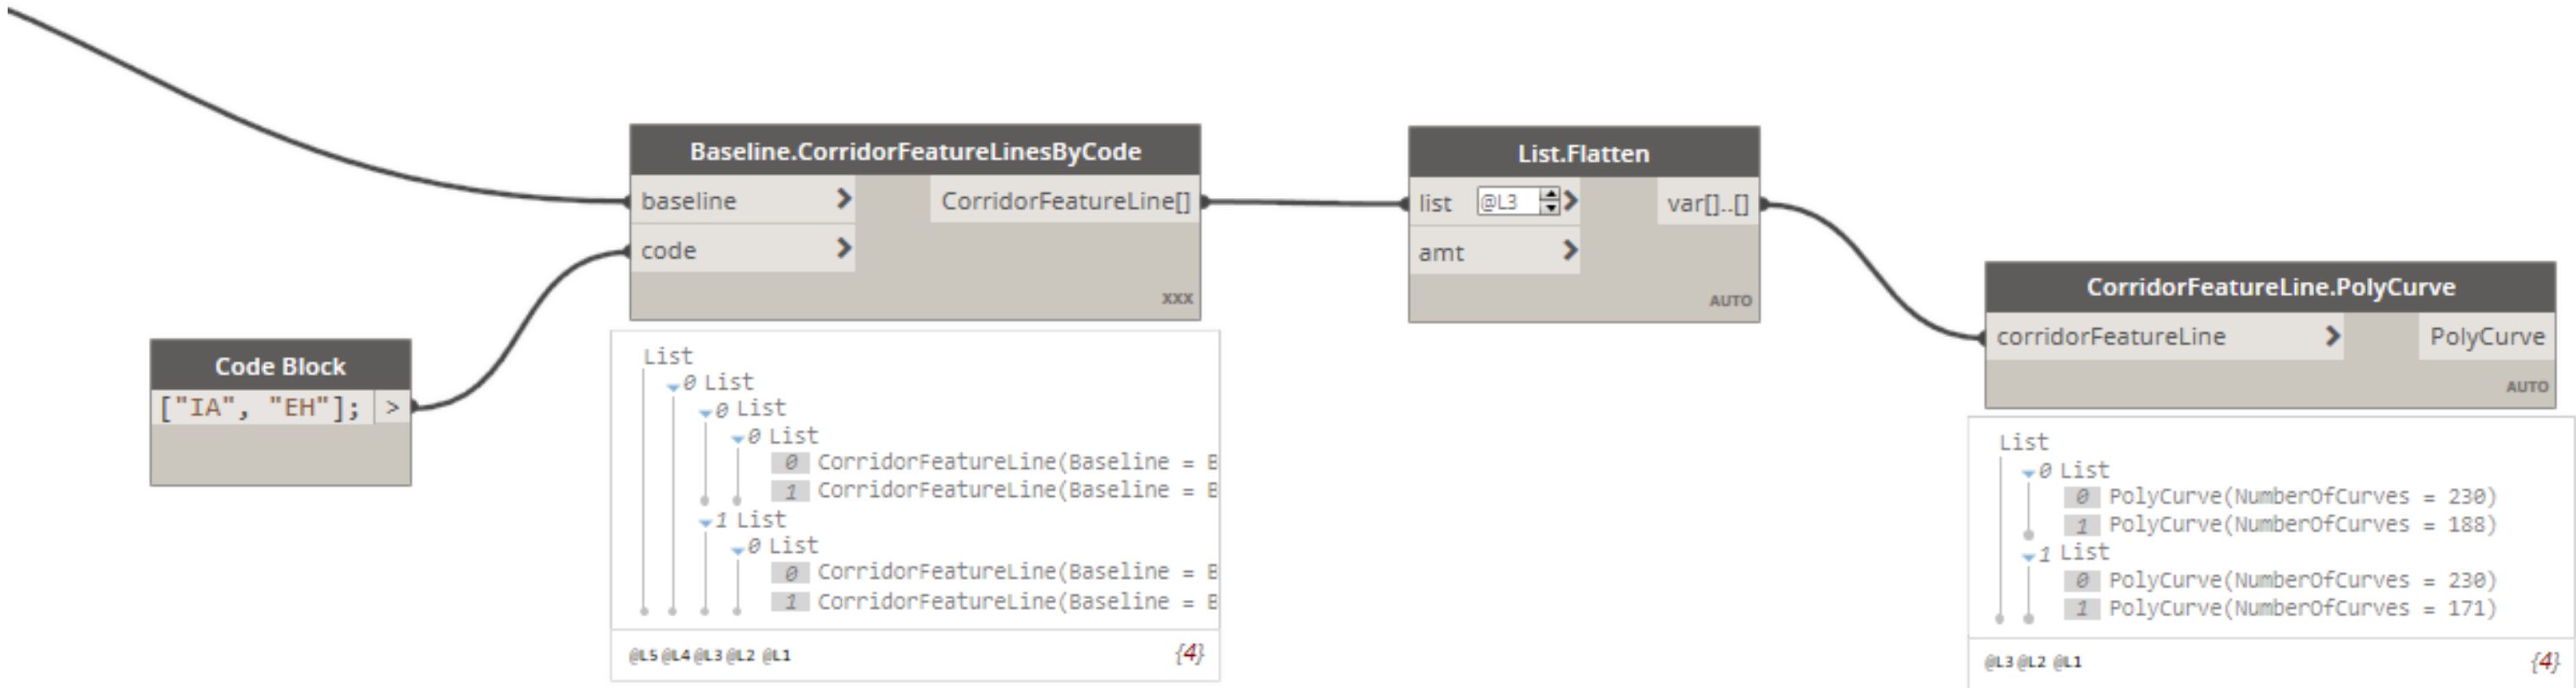 Baseline.CorridorFeatureLinesByCode
baseline >
CorridorFeatureLine[]
code >
xxx
Code Block
["IA", "EH"]; >
List
0 List
0 List
0 List
0 CorridorFeatureLine(Baseline = B
1 CorridorFeatureLine(Baseline = B
1 List
0 List
0 CorridorFeatureLine(Baseline = B
1 CorridorFeatureLine(Baseline = B
@L5 @L4 @L3 @L2 @L1 {4}
List.Flatten
list @L3 >
var[]..[]
amt >
AUTO
CorridorFeatureLine.PolyCurve
corridorFeatureLine >
PolyCurve
AUTO
List
0 List
0 PolyCurve(NumberOfCurves = 230)
1 PolyCurve(NumberOfCurves = 188)
1 List
0 PolyCurve(NumberOfCurves = 230)
1 PolyCurve(NumberOfCurves = 171)
@L3 @L2 @L1 {4}